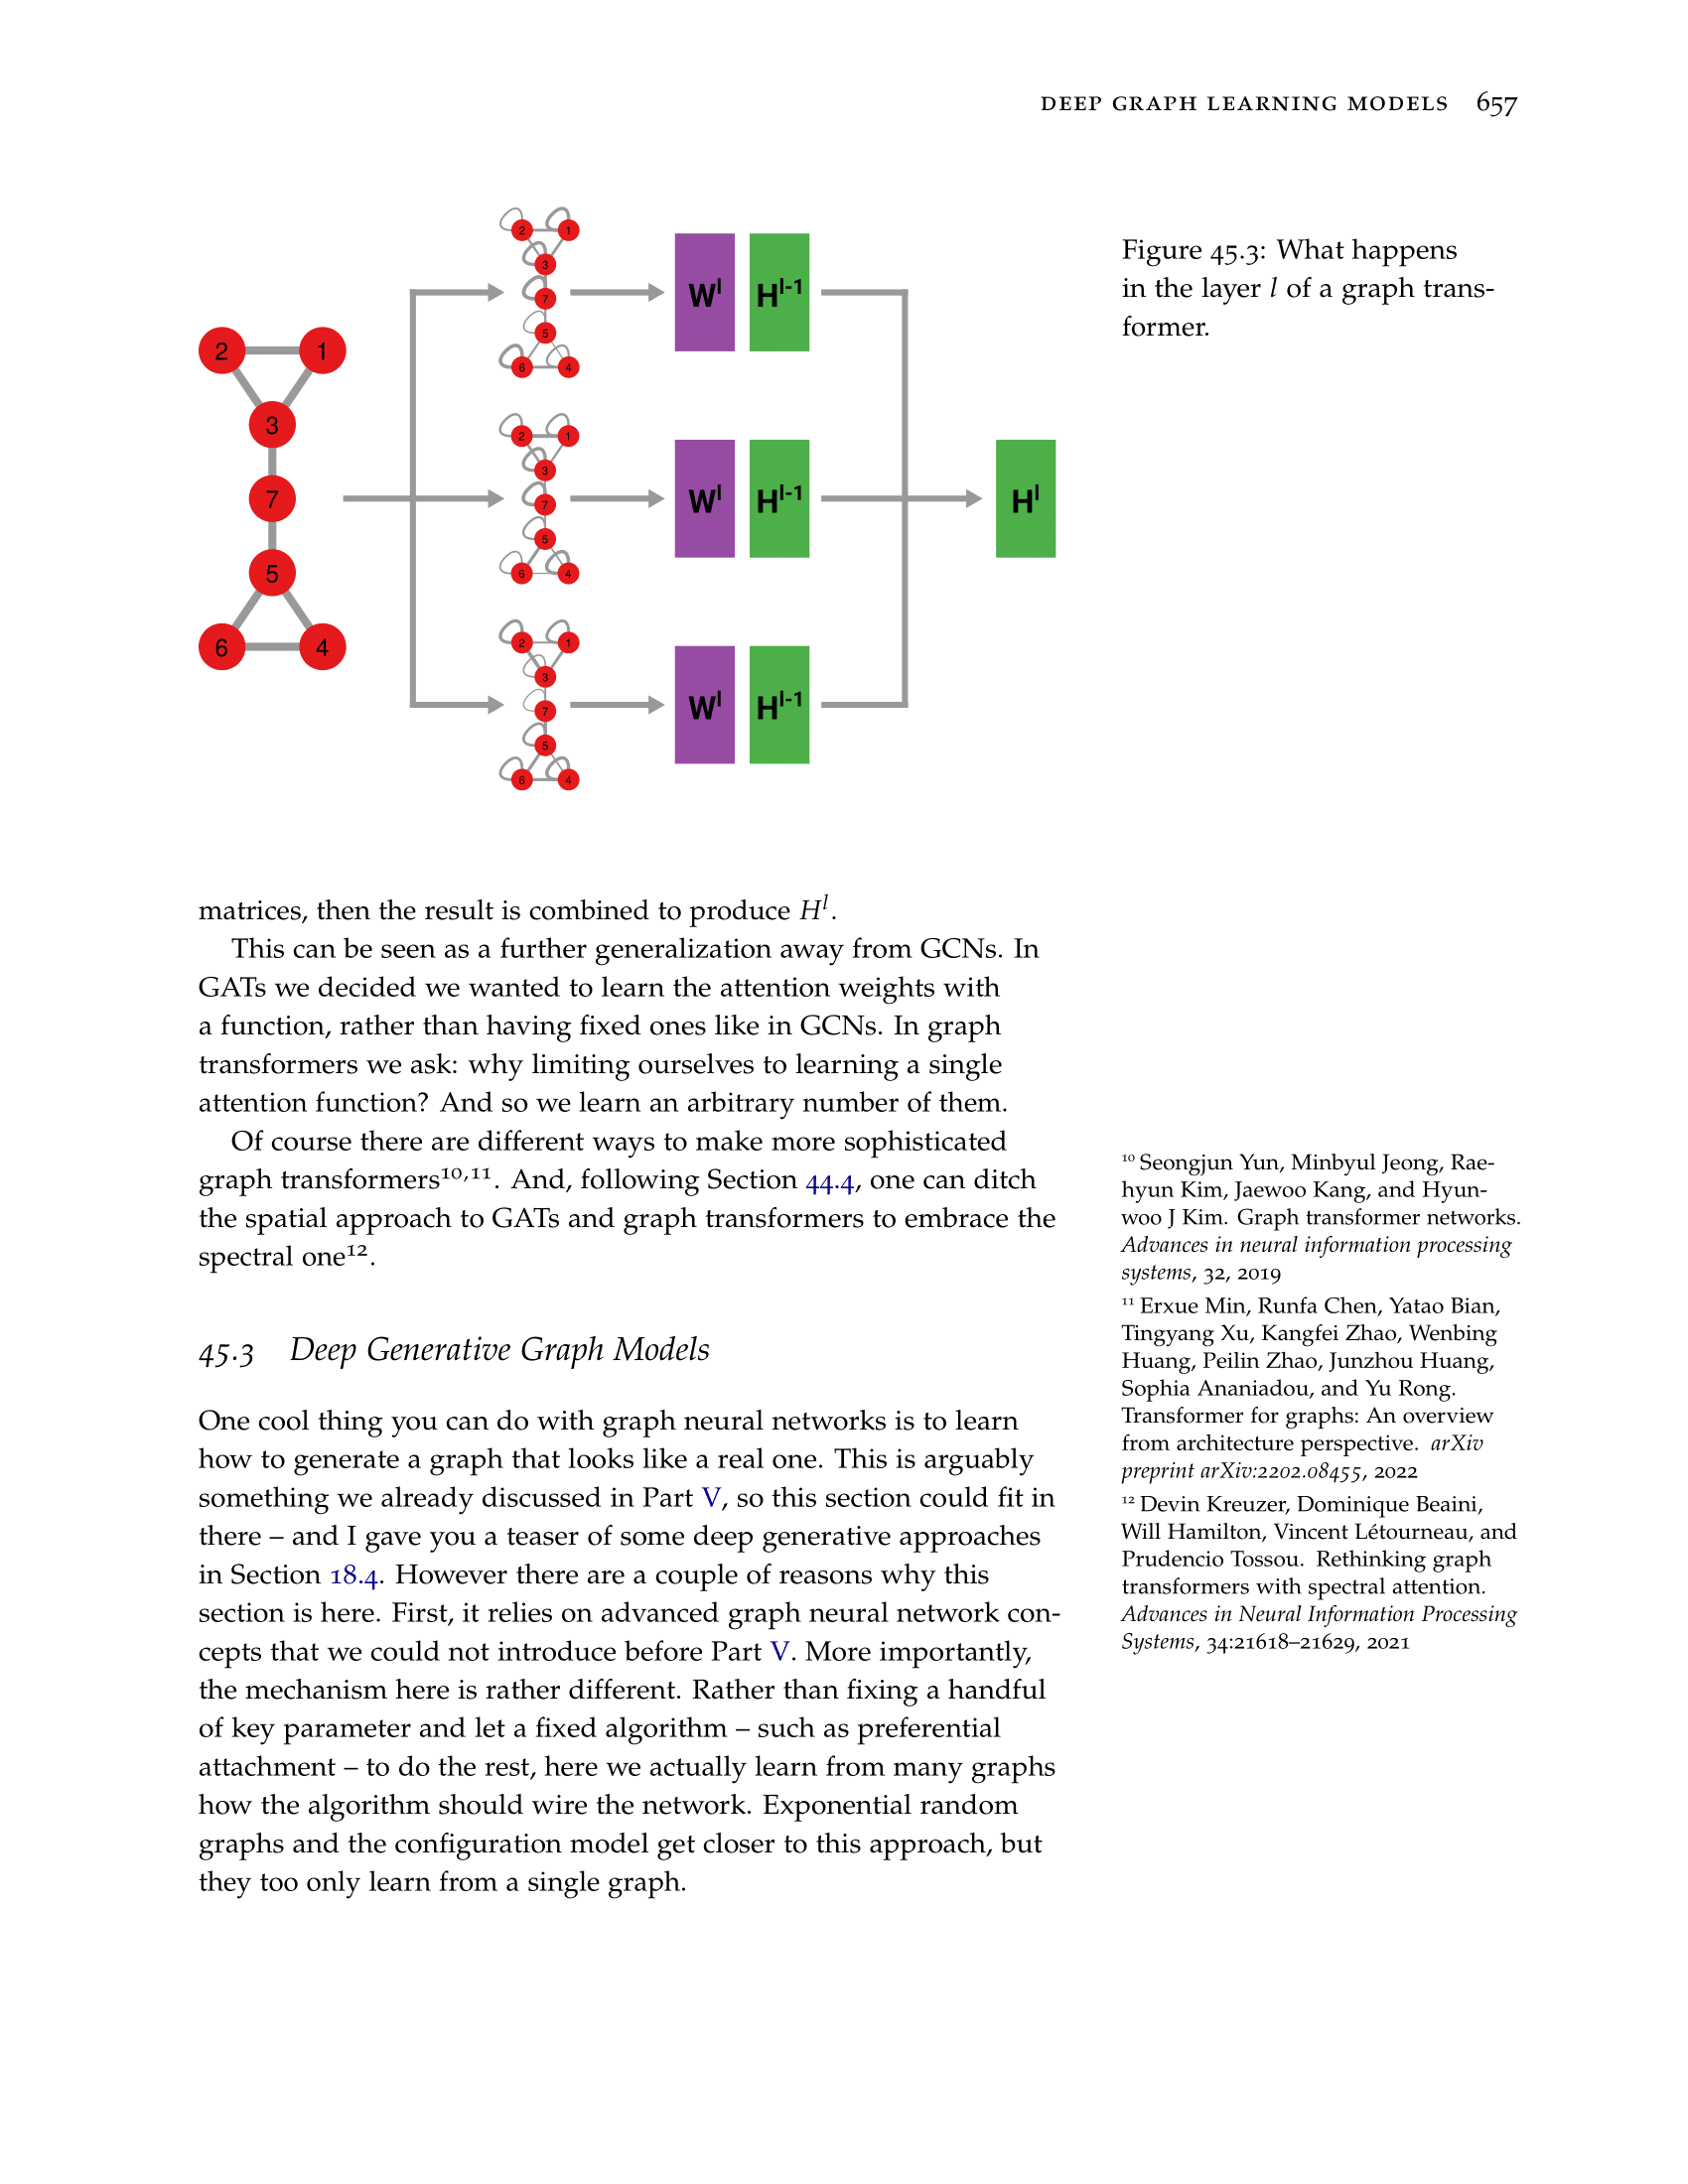 DEEP GRAPH LEARNING MODELS 657
2 1
3
7
5
6 4
2 1
3
7
5
6 4
W^l H^l-1
2 1
3
7
5
6 4
W^l H^l-1
2 1
3
7
5
6 4
W^l H^l-1
H^l
Figure 45.3: What happens
in the layer l of a graph trans-
former.
matrices, then the result is combined to produce H^l.
This can be seen as a further generalization away from GCNs. In
GATs we decided we wanted to learn the attention weights with
a function, rather than having fixed ones like in GCNs. In graph
transformers we ask: why limiting ourselves to learning a single
attention function? And so we learn an arbitrary number of them.
Of course there are different ways to make more sophisticated
graph transformers¹⁰,¹¹. And, following Section 44.4, one can ditch
the spatial approach to GATs and graph transformers to embrace the
spectral one¹².
45.3 Deep Generative Graph Models
One cool thing you can do with graph neural networks is to learn
how to generate a graph that looks like a real one. This is arguably
something we already discussed in Part V, so this section could fit in
there – and I gave you a teaser of some deep generative approaches
in Section 18.4. However there are a couple of reasons why this
section is here. First, it relies on advanced graph neural network con-
cepts that we could not introduce before Part V. More importantly,
the mechanism here is rather different. Rather than fixing a handful
of key parameter and let a fixed algorithm – such as preferential
attachment – to do the rest, here we actually learn from many graphs
how the algorithm should wire the network. Exponential random
graphs and the configuration model get closer to this approach, but
they too only learn from a single graph.
¹⁰ Seongjun Yun, Minbyul Jeong, Rae-
hyun Kim, Jaewoo Kang, and Hyun-
woo J Kim. Graph transformer networks.
Advances in neural information processing
systems, 32, 2019
¹¹ Erxue Min, Runfa Chen, Yatao Bian,
Tingyang Xu, Kangfei Zhao, Wenbing
Huang, Peilin Zhao, Junzhou Huang,
Sophia Ananiadou, and Yu Rong.
Transformer for graphs: An overview
from architecture perspective. arXiv
preprint arXiv:2202.08455, 2022
¹² Devin Kreuzer, Dominique Beaini,
Will Hamilton, Vincent Létourneau, and
Prudencio Tossou. Rethinking graph
transformers with spectral attention.
Advances in Neural Information Processing
Systems, 34:21618–21629, 2021